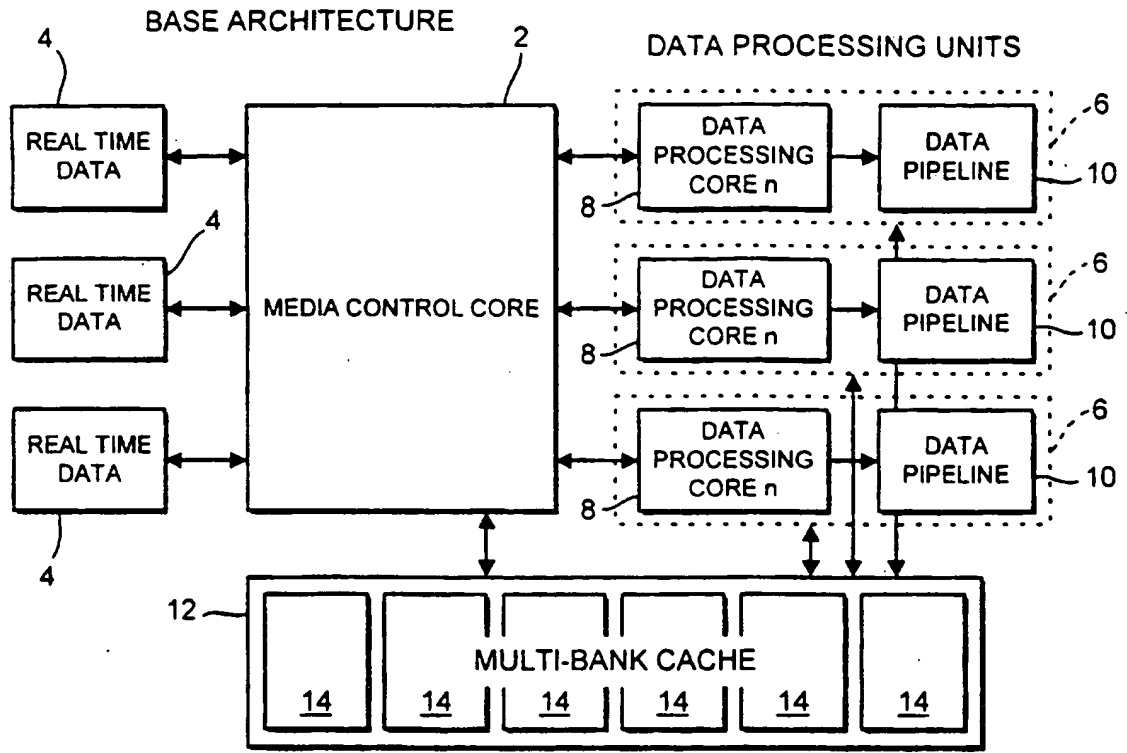 BASE ARCHITECTURE
DATA PROCESSING UNITS
4
2
REAL TIME
DATA
DATA
PROCESSING
CORE n
DATA
PIPELINE
6
10
8
4
REAL TIME
DATA
MEDIA CONTROL CORE
DATA
PROCESSING
CORE n
DATA
PIPELINE
6
10
8
REAL TIME
DATA
DATA
PROCESSING
CORE n
DATA
PIPELINE
6
10
8
4
12
MULTI-BANK CACHE
14 14 14 14 14 14